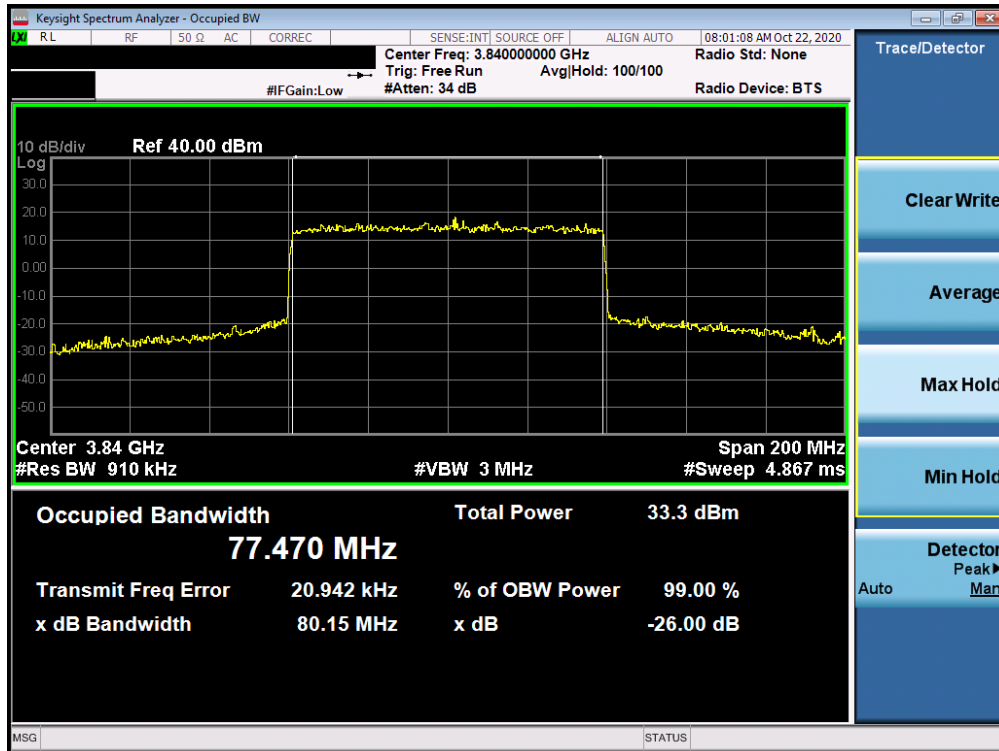 Keysight Spectrum Analyzer - Occupied BW
LXI RL RF 50 Ω AC CORREC SENSE:INT SOURCE OFF ALIGN AUTO 08:01:08 AM Oct 22, 2020
Center Freq: 3.840000000 GHz Radio Std: None
Trig: Free Run Avg|Hold: 100/100
#IFGain:Low #Atten: 34 dB Radio Device: BTS
10 dB/div Ref 40.00 dBm
Log
30.0
20.0
10.0
0.00
-10.0
-20.0
-30.0
-40.0
-50.0
Center 3.84 GHz Span 200 MHz
#Res BW 910 kHz #VBW 3 MHz #Sweep 4.867 ms
Occupied Bandwidth Total Power 33.3 dBm
77.470 MHz
Transmit Freq Error 20.942 kHz % of OBW Power 99.00 %
x dB Bandwidth 80.15 MHz x dB -26.00 dB
MSG STATUS
Trace/Detector
Clear Write
Average
Max Hold
Min Hold
Detector
Peak▶
Auto Man